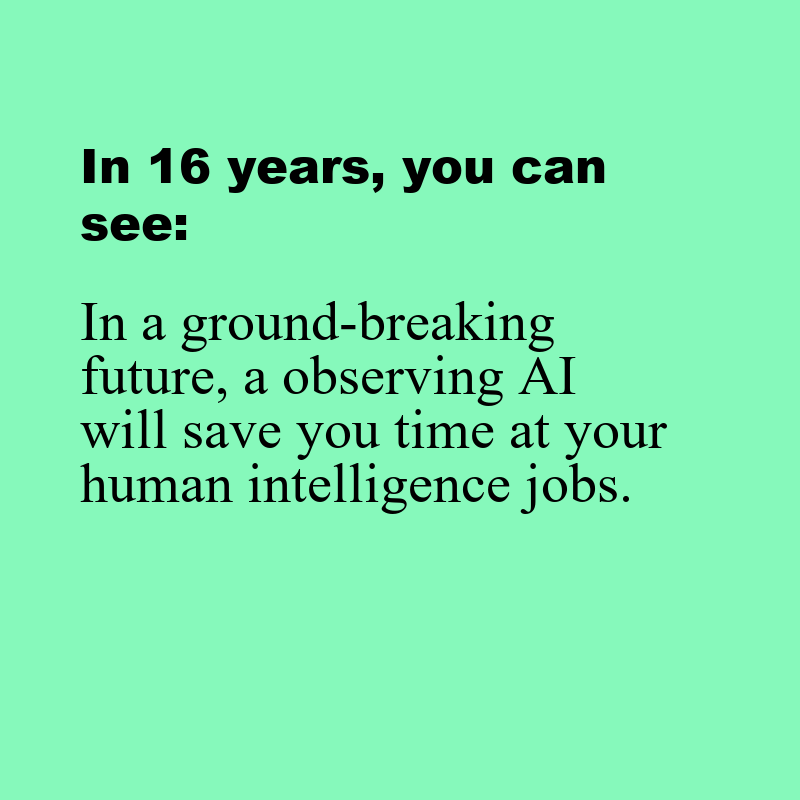 In 16 years, you can
see:
In a ground-breaking
future, a observing AI
will save you time at your
human intelligence jobs.